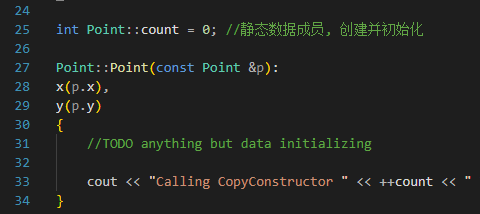 24
25 int Point::count = 0; //静态数据成员, 创建并初始化
26
27 Point::Point(const Point &p):
28 x(p.x),
29 y(p.y)
30 {
31 //TODO anything but data initializing
32
33 cout << "Calling CopyConstructor " << ++count << "
34 }